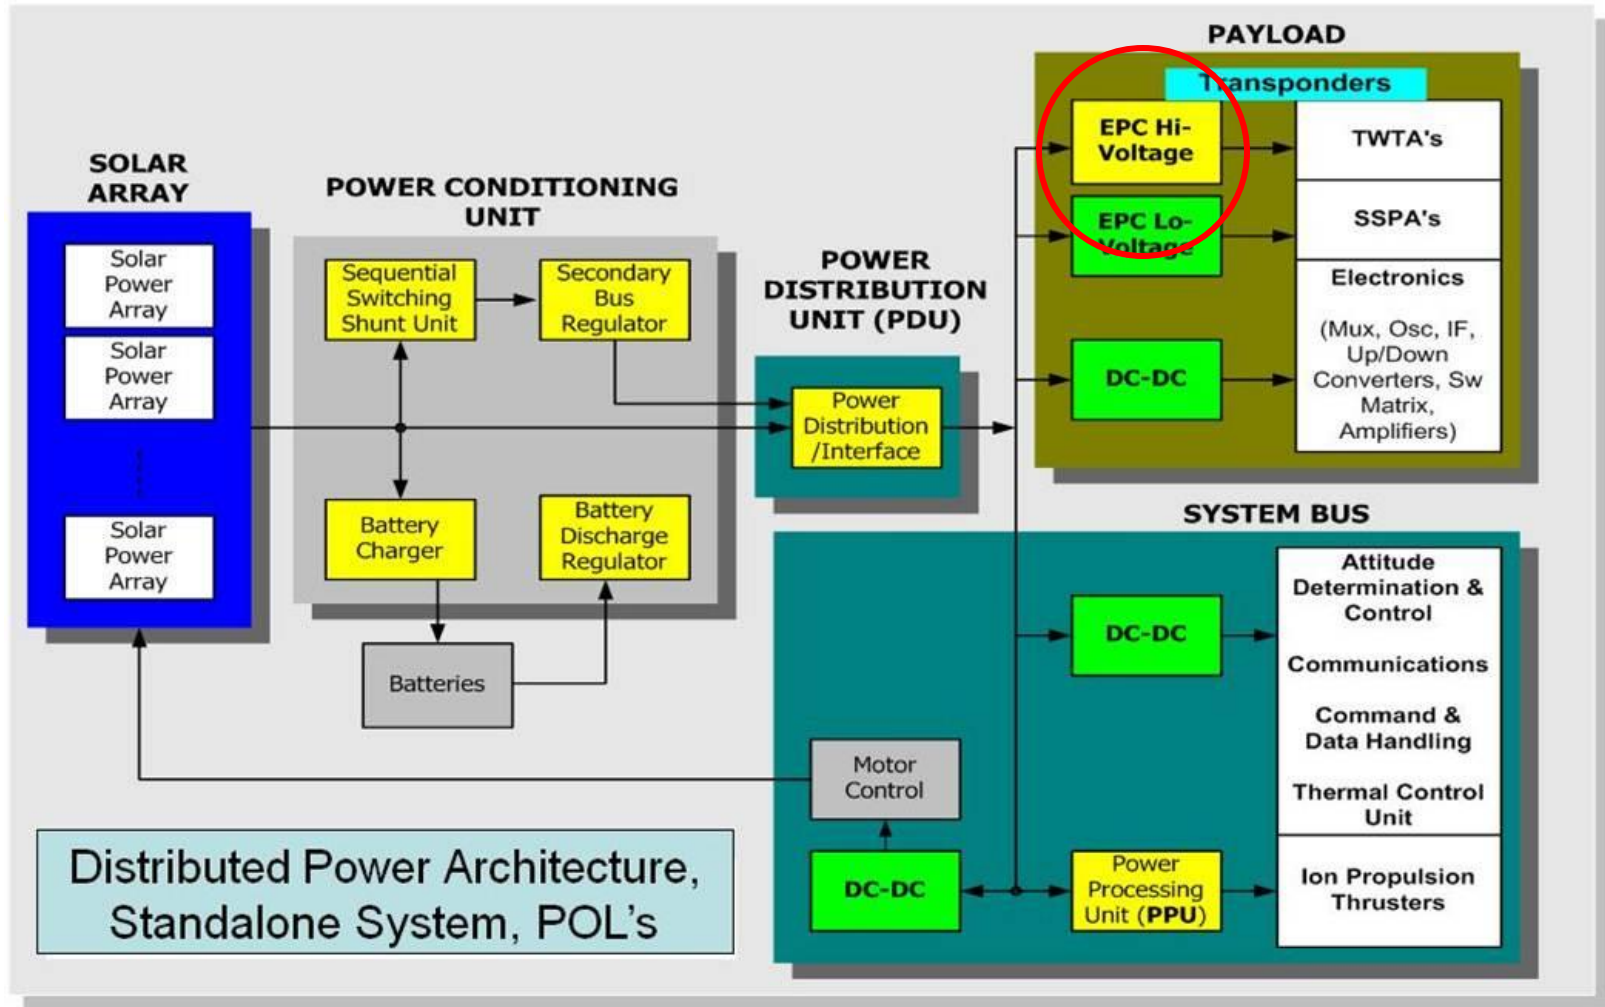 PAYLOAD
Transponders
EPC Hi-
Voltage
TWTA's
EPC Lo-
Voltage
SSPA's
Electronics
(Mux, Osc, IF,
Up/Down
Converters, Sw
Matrix,
Amplifiers)
DC-DC
SOLAR
ARRAY
Solar
Power
Array
Solar
Power
Array
Solar
Power
Array
POWER CONDITIONING
UNIT
Sequential
Switching
Shunt Unit
Secondary
Bus
Regulator
Battery
Charger
Battery
Discharge
Regulator
Batteries
POWER
DISTRIBUTION
UNIT (PDU)
Power
Distribution
/Interface
SYSTEM BUS
DC-DC
Attitude
Determination &
Control
Communications
Command &
Data Handling
Thermal Control
Unit
Motor
Control
DC-DC
Power
Processing
Unit (PPU)
Ion Propulsion
Thrusters
Distributed Power Architecture,
Standalone System, POL’s